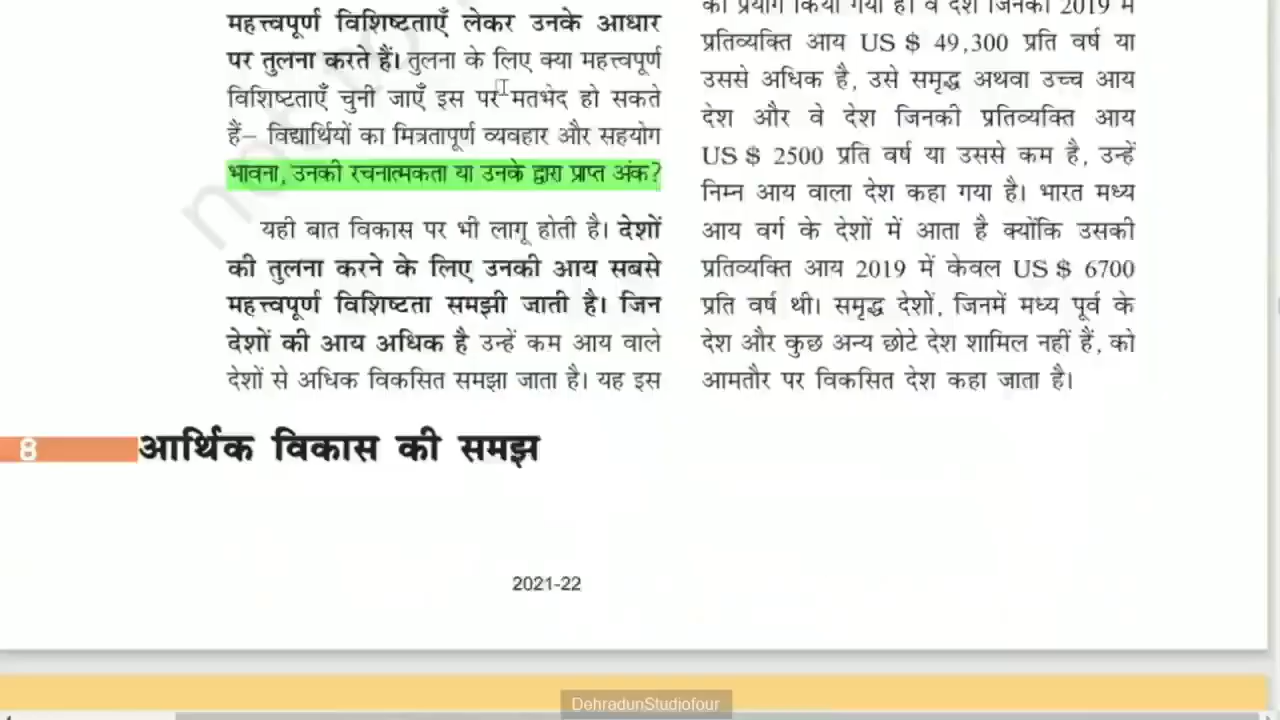 महत्त्वपूर्ण विशिष्टताएँ लेकर उनके आधार
पर तुलना करते हैं। तुलना के लिए क्या महत्त्वपूर्ण
विशिष्टताएँ चुनी जाएँ इस पर मतभेद हो सकते
हैं– विद्यार्थियों का मित्रतापूर्ण व्यवहार और सहयोग
भावना, उनकी रचनात्मकता या उनके द्वारा प्राप्त अंक?
यही बात विकास पर भी लागू होती है। देशों
की तुलना करने के लिए उनकी आय सबसे
महत्त्वपूर्ण विशिष्टता समझी जाती है। जिन
देशों की आय अधिक है उन्हें कम आय वाले
देशों से अधिक विकसित समझा जाता है। यह इस
का प्रयोग किया गया है। वे देश जिनकी 2019 में
प्रतिव्यक्ति आय US $ 49,300 प्रति वर्ष या
उससे अधिक है, उसे समृद्ध अथवा उच्च आय
देश और वे देश जिनकी प्रतिव्यक्ति आय
US $ 2500 प्रति वर्ष या उससे कम है, उन्हें
निम्न आय वाला देश कहा गया है। भारत मध्य
आय वर्ग के देशों में आता है क्योंकि उसकी
प्रतिव्यक्ति आय 2019 में केवल US $ 6700
प्रति वर्ष थी। समृद्ध देशों, जिनमें मध्य पूर्व के
देश और कुछ अन्य छोटे देश शामिल नहीं हैं, को
आमतौर पर विकसित देश कहा जाता है।
8 आर्थिक विकास की समझ
2021-22
DehradunStudiofour